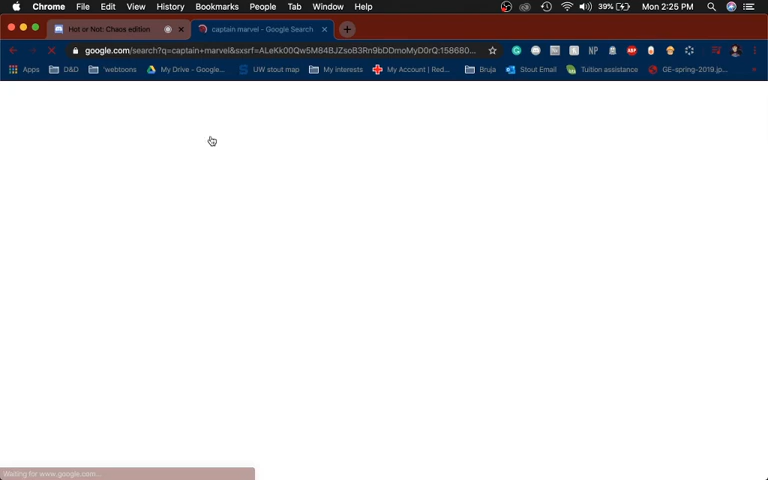 Chrome File Edit View History Bookmarks People Tab Window Help 39% Mon 2:25 PM
Hot or Not: Chaos edition captain marvel - Google Search
google.com/search?q=captain+marvel&sxsrf=ALeKk00Qw5M84BJZsoB3Rn9bDDmoMyD0rQ:158680... NP ABP
Apps D&D 'webtoons My Drive - Google... UW stout map My interests My Account | Red... Bruja Stout Email Tuition assistance GE-spring-2019.jp...
Waiting for www.google.com...